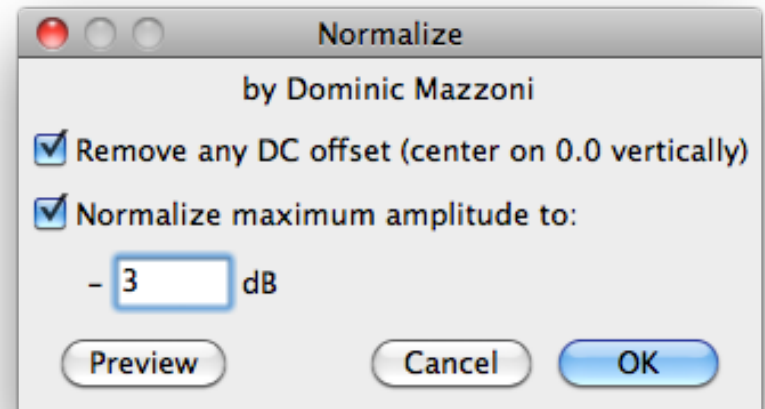 Normalize
by Dominic Mazzoni
Remove any DC offset (center on 0.0 vertically)
Normalize maximum amplitude to:
- 3 dB
Preview Cancel OK